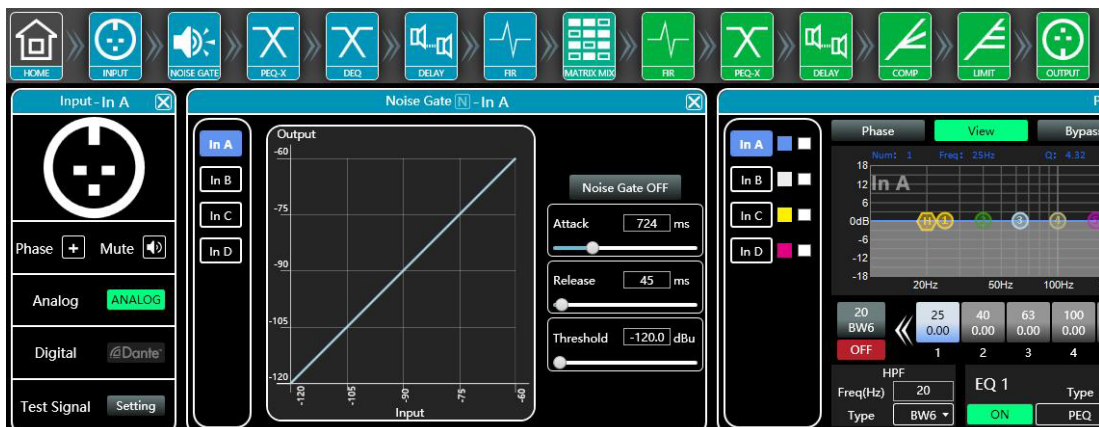 HOME
INPUT
NOISE GATE
PEQ-X
DEQ
DELAY
FIR
MATRIX MIX
FIR
PEQ-X
DELAY
COMP
LIMIT
OUTPUT
Input-In A
Phase + Mute
Analog ANALOG
Digital Dante
Test Signal Setting
Noise Gate N -In A
In A
In B
In C
In D
Output
-60
-75
-90
-105
-120
-120 -105 -90 -75 -60
Input
Noise Gate OFF
Attack 724 ms
Release 45 ms
Threshold -120.0 dBu
P
In A
In B
In C
In D
Phase View Bypass
Num: 1 Freq: 25Hz Q: 4.32
In A
18
12
6
0dB
-6
-12
-18
H 1 2 3 4
20Hz 50Hz 100Hz
20
BW6
OFF
25 40 63 100
0.00 0.00 0.00 0.00
1 2 3 4
HPF
Freq(Hz) 20
Type BW6
EQ 1
Type
ON PEQ